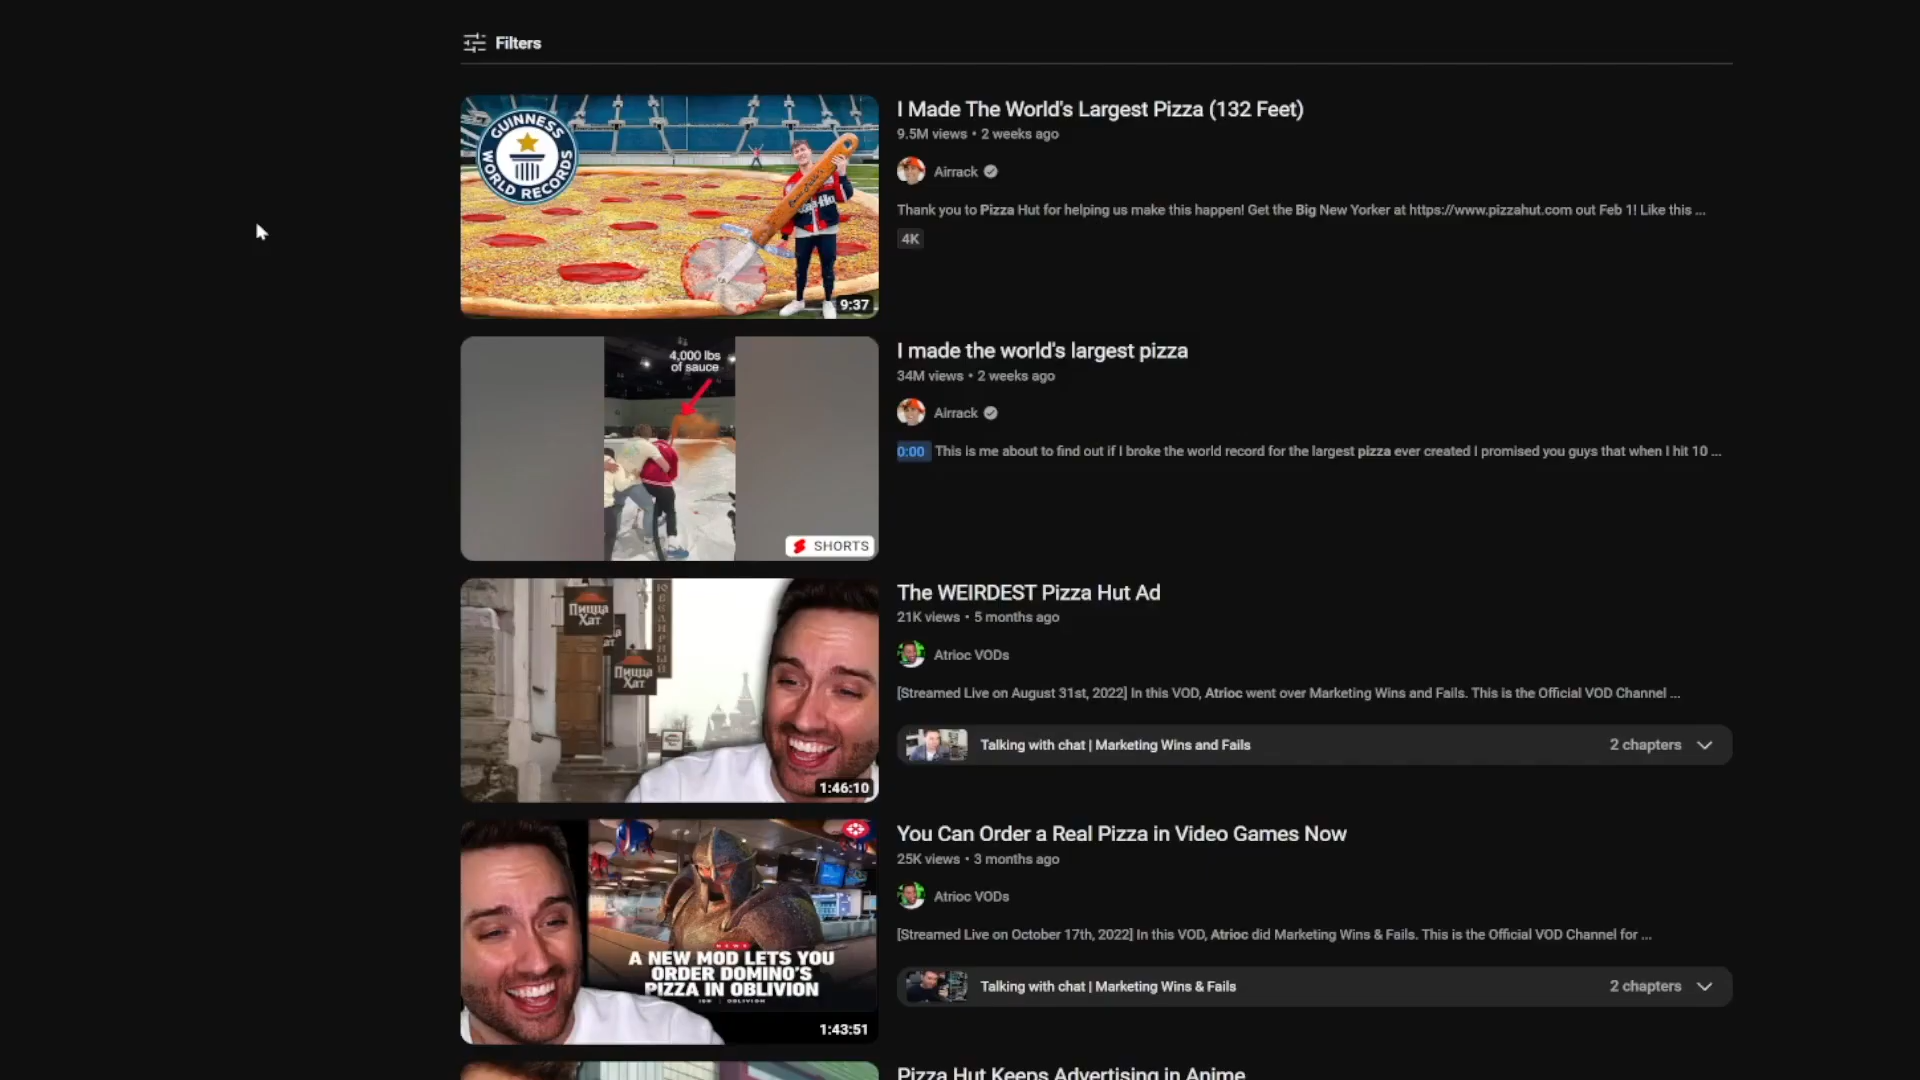 Filters
GUINNESS
WORLD RECORDS
9:37
I Made The World's Largest Pizza (132 Feet)
9.5M views • 2 weeks ago
Airrack
Thank you to Pizza Hut for helping us make this happen! Get the Big New Yorker at https://www.pizzahut.com out Feb 1! Like this ...
4K
4,000 lbs
of sauce
SHORTS
I made the world's largest pizza
34M views • 2 weeks ago
Airrack
0:00 This is me about to find out if I broke the world record for the largest pizza ever created I promised you guys that when I hit 10 ...
Пицца
Хат
Пицца
Хат
1:46:10
The WEIRDEST Pizza Hut Ad
21K views • 5 months ago
Atrioc VODs
[Streamed Live on August 31st, 2022] In this VOD, Atrioc went over Marketing Wins and Fails. This is the Official VOD Channel ...
Talking with chat | Marketing Wins and Fails
2 chapters
NEWS
A NEW MOD LETS YOU
ORDER DOMINO'S
PIZZA IN OBLIVION
IGN | OBLIVION
1:43:51
You Can Order a Real Pizza in Video Games Now
25K views • 3 months ago
Atrioc VODs
[Streamed Live on October 17th, 2022] In this VOD, Atrioc did Marketing Wins & Fails. This is the Official VOD Channel for ...
Talking with chat | Marketing Wins & Fails
2 chapters
Pizza Hut Keeps Advertising in Anime